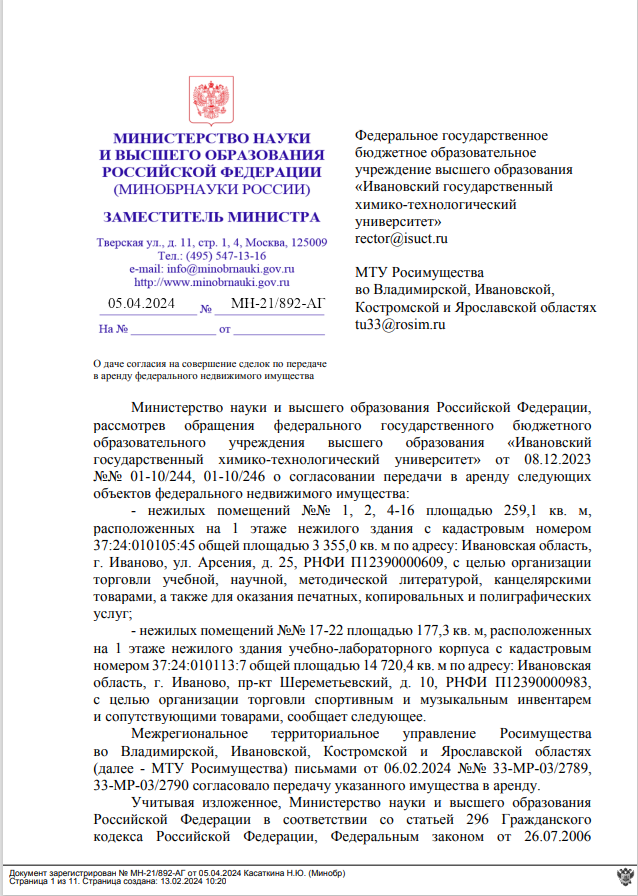 МИНИСТЕРСТВО НАУКИ
И ВЫСШЕГО ОБРАЗОВАНИЯ
РОССИЙСКОЙ ФЕДЕРАЦИИ
(МИНОБРНАУКИ РОССИИ)
ЗАМЕСТИТЕЛЬ МИНИСТРА
Тверская ул., д. 11, стр. 1, 4, Москва, 125009
Тел.: (495) 547-13-16
e-mail: info@minobrnauki.gov.ru
http://www.minobrnauki.gov.ru
05.04.2024 № МН-21/892-АГ
На № от
Федеральное государственное
бюджетное образовательное
учреждение высшего образования
«Ивановский государственный
химико-технологический
университет»
rector@isuct.ru
МТУ Росимущества
во Владимирской, Ивановской,
Костромской и Ярославской областях
tu33@rosim.ru
О даче согласия на совершение сделок по передаче
в аренду федерального недвижимого имущества
Министерство науки и высшего образования Российской Федерации,
рассмотрев обращения федерального государственного бюджетного
образовательного учреждения высшего образования «Ивановский
государственный химико-технологический университет» от 08.12.2023
№№ 01-10/244, 01-10/246 о согласовании передачи в аренду следующих
объектов федерального недвижимого имущества:
- нежилых помещений №№ 1, 2, 4-16 площадью 259,1 кв. м,
расположенных на 1 этаже нежилого здания с кадастровым номером
37:24:010105:45 общей площадью 3 355,0 кв. м по адресу: Ивановская область,
г. Иваново, ул. Арсения, д. 25, РНФИ П12390000609, с целью организации
торговли учебной, научной, методической литературой, канцелярскими
товарами, а также для оказания печатных, копировальных и полиграфических
услуг;
- нежилых помещений №№ 17-22 площадью 177,3 кв. м, расположенных
на 1 этаже нежилого здания учебно-лабораторного корпуса с кадастровым
номером 37:24:010113:7 общей площадью 14 720,4 кв. м по адресу: Ивановская
область, г. Иваново, пр-кт Шереметьевский, д. 10, РНФИ П12390000983,
с целью организации торговли спортивным и музыкальным инвентарем
и сопутствующими товарами, сообщает следующее.
Межрегиональное территориальное управление Росимущества
во Владимирской, Ивановской, Костромской и Ярославской областях
(далее - МТУ Росимущества) письмами от 06.02.2024 №№ 33-МР-03/2789,
33-МР-03/2790 согласовало передачу указанного имущества в аренду.
Учитывая изложенное, Министерство науки и высшего образования
Российской Федерации в соответствии со статьей 296 Гражданского
кодекса Российской Федерации, Федеральным законом от 26.07.2006
Документ зарегистрирован № МН-21/892-АГ от 05.04.2024 Касаткина Н.Ю. (Минобр)
Страница 1 из 11. Страница создана: 13.02.2024 10:20